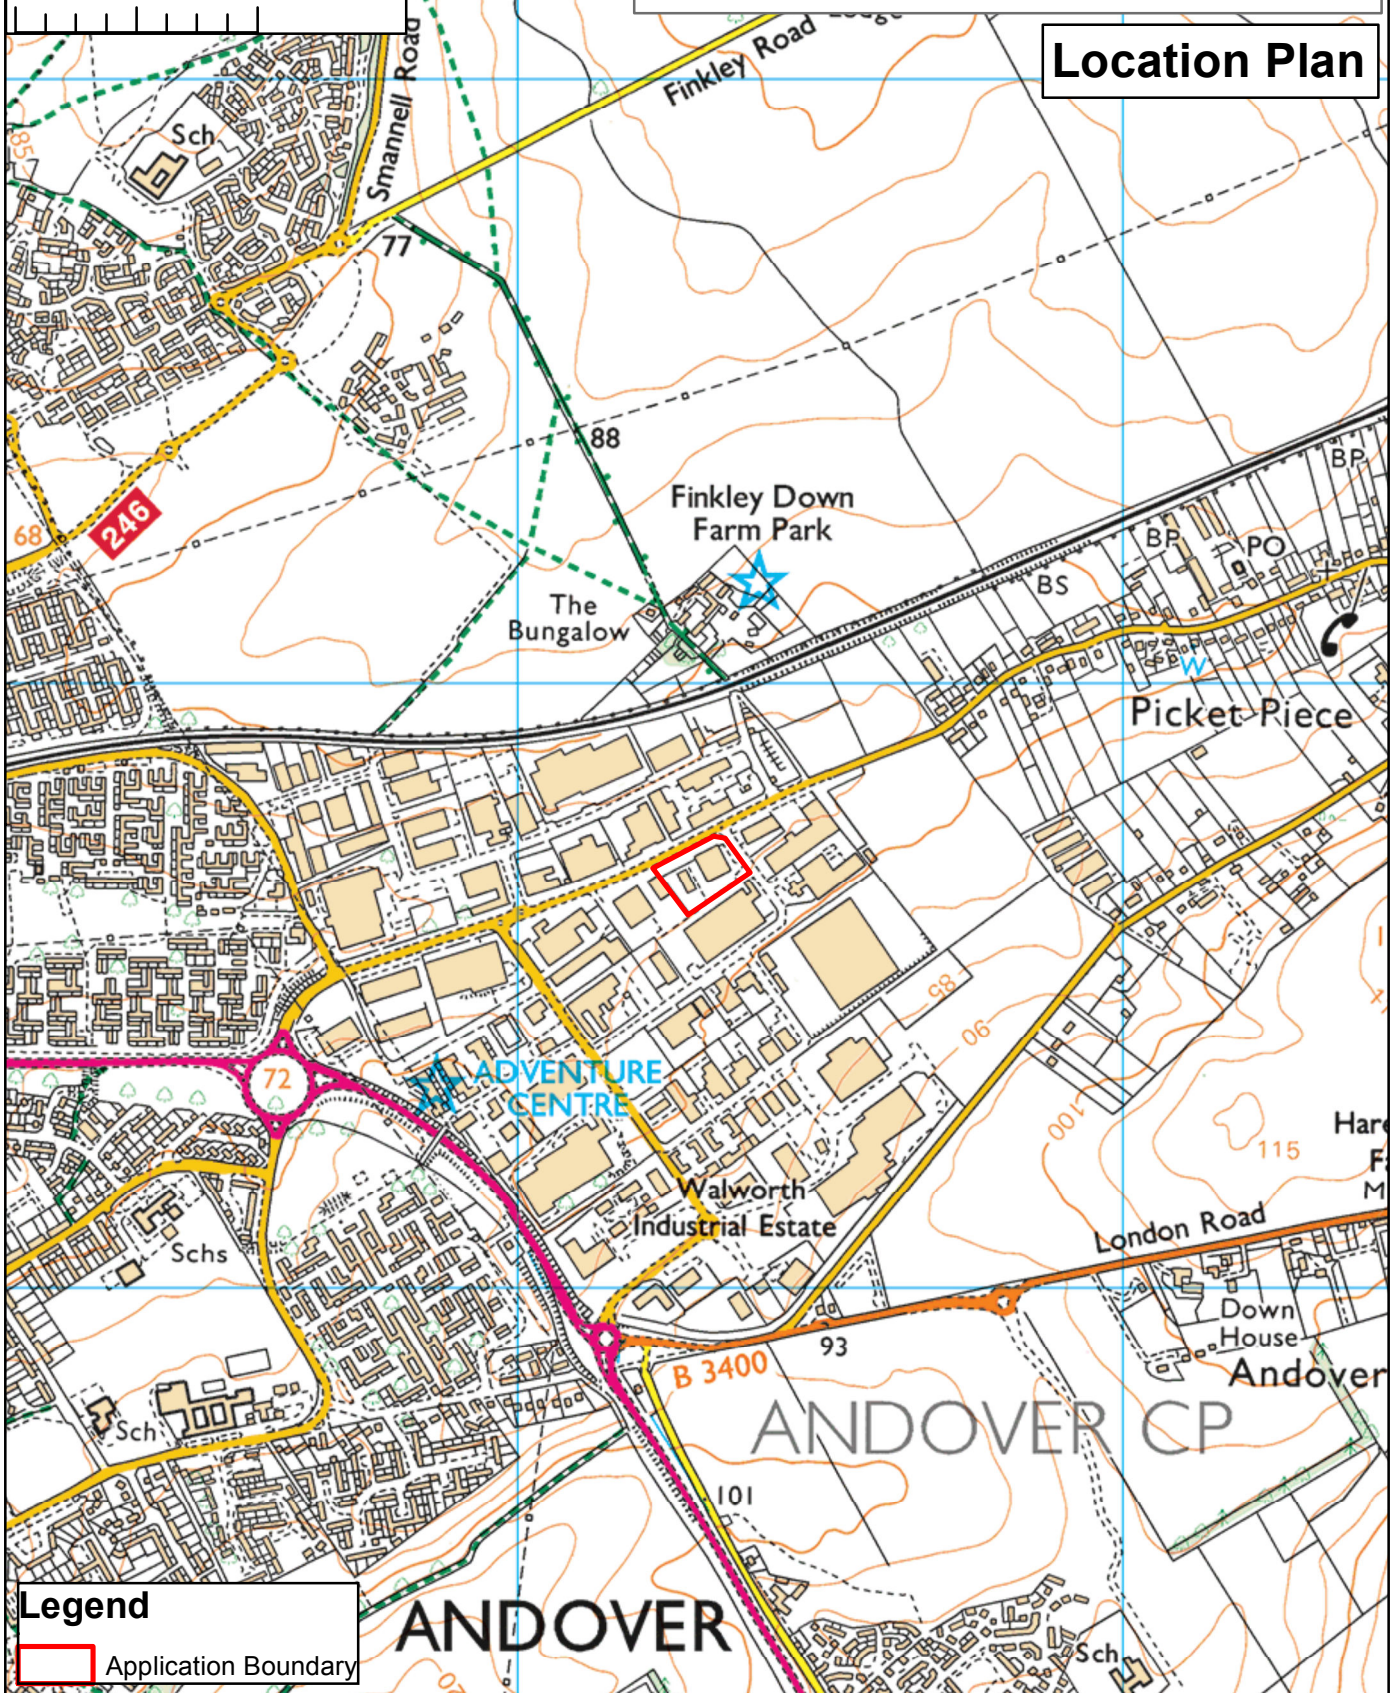 Location Plan
Finkley Road
Smannell Road
Sch
85
77
88
246
68
Finkley Down
Farm Park
The
Bungalow
BP
BP
PO
BS
W
Picket Piece
85
90
100
115
72
ADVENTURE
CENTRE
Walworth
Industrial Estate
London Road
Schs
Down
House
93
B 3400
Andover
ANDOVER CP
Sch
101
Legend
Application Boundary
ANDOVER
Sch